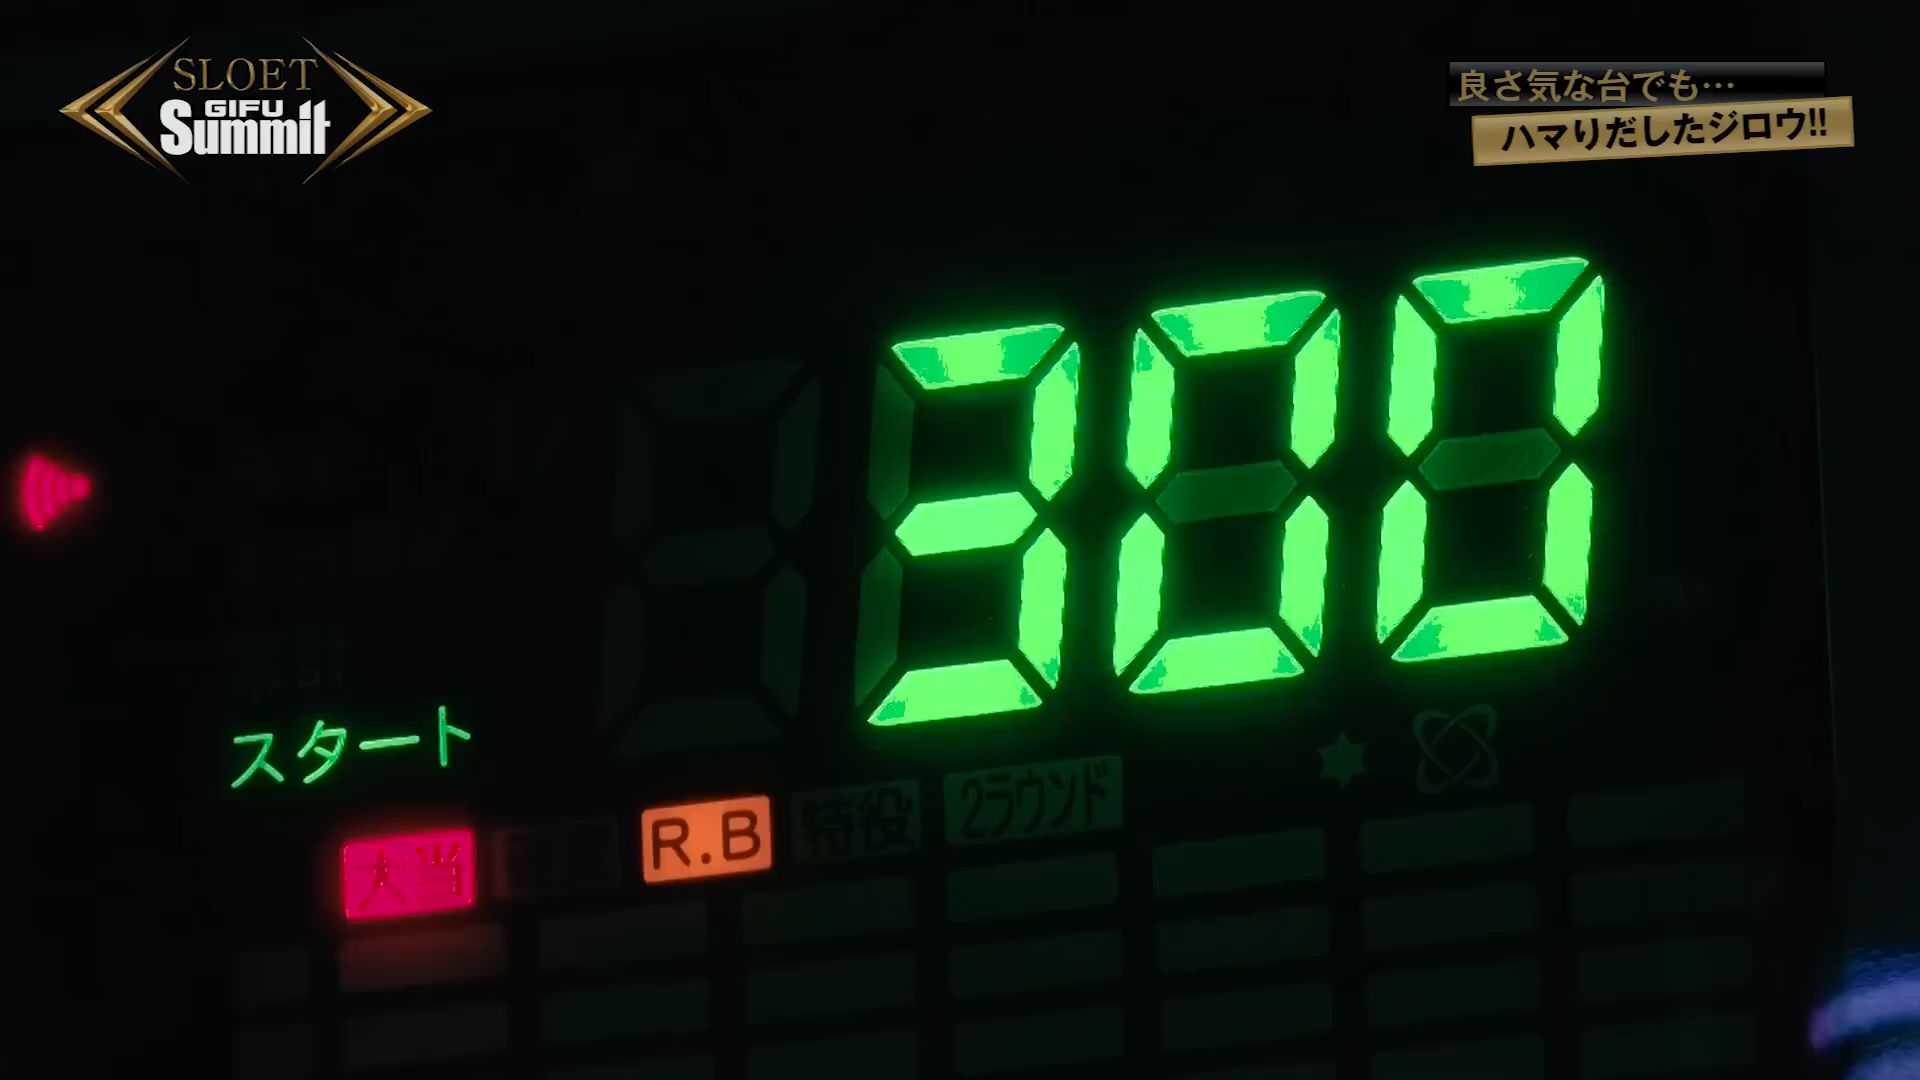 SLOET
GIFU
Summit
良さ気な台でも…
ハマりだしたジロウ!!
300
スタート
大当
R.B
特役
2ラウンド